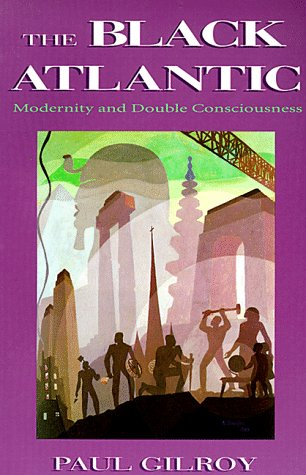 THE BLACK
ATLANTIC
Modernity and Double Consciousness
PAUL GILROY